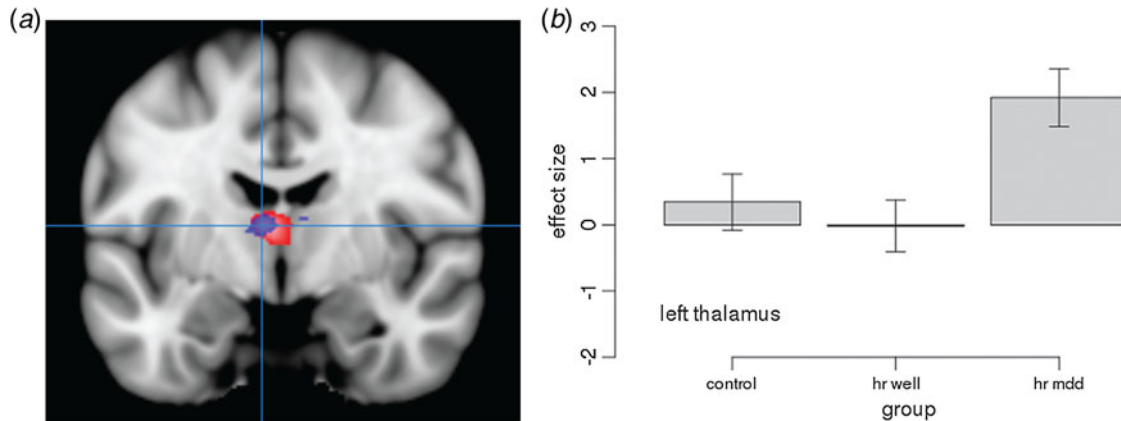 (a)
(b)
effect size
3
2
1
0
-1
-2
left thalamus
control hr well hr mdd
group